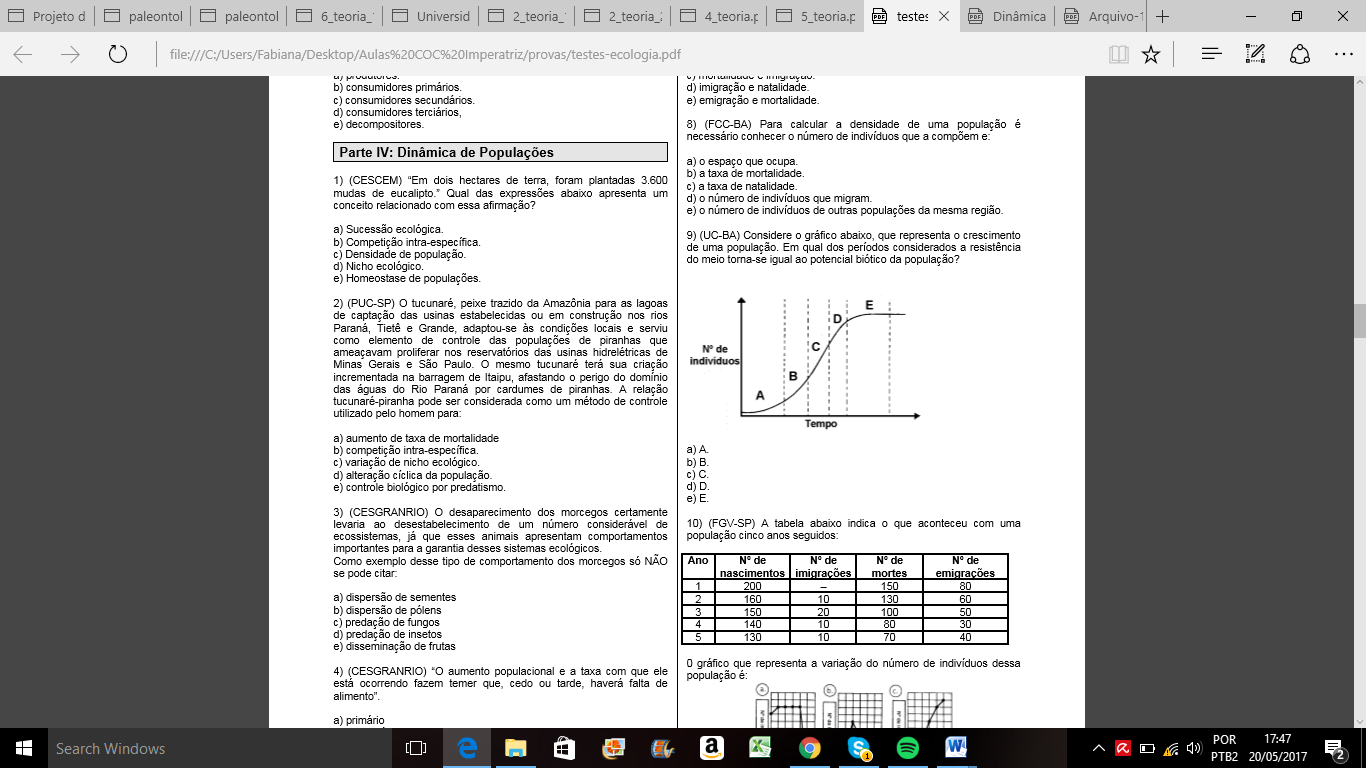 Projeto d
paleontol
paleontol
6_teoria_
Universid
2_teoria_
2_teoria_2
4_teoria.p
5_teoria.p
testes
Dinâmica
Arquivo-1
file:///C:/Users/Fabiana/Desktop/Aulas%20COC%20Imperatriz/provas/testes-ecologia.pdf
a) produtores.
b) consumidores primários.
c) consumidores secundários.
d) consumidores terciários,
e) decompositores.
Parte IV: Dinâmica de Populações
1) (CESCEM) “Em dois hectares de terra, foram plantadas 3.600
mudas de eucalipto.” Qual das expressões abaixo apresenta um
conceito relacionado com essa afirmação?
a) Sucessão ecológica.
b) Competição intra-específica.
c) Densidade de população.
d) Nicho ecológico.
e) Homeostase de populações.
2) (PUC-SP) O tucunaré, peixe trazido da Amazônia para as lagoas
de captação das usinas estabelecidas ou em construção nos rios
Paraná, Tietê e Grande, adaptou-se às condições locais e serviu
como elemento de controle das populações de piranhas que
ameaçavam proliferar nos reservatórios das usinas hidrelétricas de
Minas Gerais e São Paulo. O mesmo tucunaré terá sua criação
incrementada na barragem de Itaipu, afastando o perigo do domínio
das águas do Rio Paraná por cardumes de piranhas. A relação
tucunaré-piranha pode ser considerada como um método de controle
utilizado pelo homem para:
a) aumento de taxa de mortalidade
b) competição intra-específica.
c) variação de nicho ecológico.
d) alteração cíclica da população.
e) controle biológico por predatismo.
3) (CESGRANRIO) O desaparecimento dos morcegos certamente
levaria ao desestabelecimento de um número considerável de
ecossistemas, já que esses animais apresentam comportamentos
importantes para a garantia desses sistemas ecológicos.
Como exemplo desse tipo de comportamento dos morcegos só NÃO
se pode citar:
a) dispersão de sementes
b) dispersão de pólens
c) predação de fungos
d) predação de insetos
e) disseminação de frutas
4) (CESGRANRIO) “O aumento populacional e a taxa com que ele
está ocorrendo fazem temer que, cedo ou tarde, haverá falta de
alimento”.
a) primário
c) mortalidade e imigração.
d) imigração e natalidade.
e) emigração e mortalidade.
8) (FCC-BA) Para calcular a densidade de uma população é
necessário conhecer o número de indivíduos que a compõem e:
a) o espaço que ocupa.
b) a taxa de mortalidade.
c) a taxa de natalidade.
d) o número de indivíduos que migram.
e) o número de indivíduos de outras populações da mesma região.
9) (UC-BA) Considere o gráfico abaixo, que representa o crescimento
de uma população. Em qual dos períodos considerados a resistência
do meio torna-se igual ao potencial biótico da população?
Nº de
indivíduos
A
B
C
D
E
Tempo
a) A.
b) B.
c) C.
d) D.
e) E.
10) (FGV-SP) A tabela abaixo indica o que aconteceu com uma
população cinco anos seguidos:
Ano Nº de nascimentos Nº de imigrações Nº de mortes Nº de emigrações
1 200 – 150 80
2 160 10 130 60
3 150 20 100 50
4 140 10 80 30
5 130 10 70 40
0 gráfico que representa a variação do número de indivíduos dessa
população é:
a.
b.
c.
Search Windows
POR
PTB2
17:47
20/05/2017